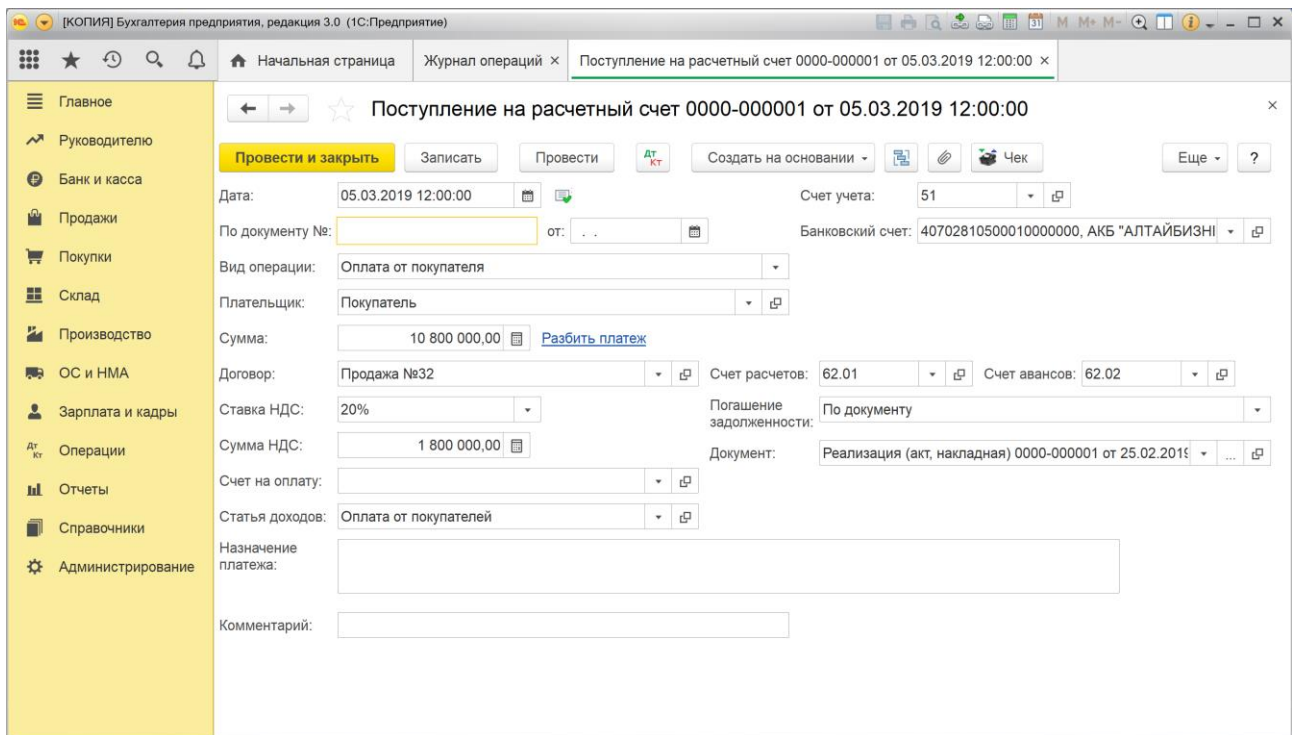 [КОПИЯ] Бухгалтерия предприятия, редакция 3.0 (1С:Предприятие)
M M+ M-
Начальная страница
Журнал операций ×
Поступление на расчетный счет 0000-000001 от 05.03.2019 12:00:00 ×
Главное
Руководителю
Банк и касса
Продажи
Покупки
Склад
Производство
ОС и НМА
Зарплата и кадры
Операции
Отчеты
Справочники
Администрирование
Поступление на расчетный счет 0000-000001 от 05.03.2019 12:00:00
Провести и закрыть Записать Провести Дт Кт Создать на основании Чек Еще ?
Дата: 05.03.2019 12:00:00 Счет учета: 51
По документу №: от: . . Банковский счет: 40702810500010000000, АКБ "АЛТАЙБИЗН
Вид операции: Оплата от покупателя
Плательщик: Покупатель
Сумма: 10 800 000,00 Разбить платеж
Договор: Продажа №32 Счет расчетов: 62.01 Счет авансов: 62.02
Ставка НДС: 20% Погашение задолженности: По документу
Сумма НДС: 1 800 000,00 Документ: Реализация (акт, накладная) 0000-000001 от 25.02.2019
Счет на оплату:
Статья доходов: Оплата от покупателей
Назначение
платежа:
Комментарий: